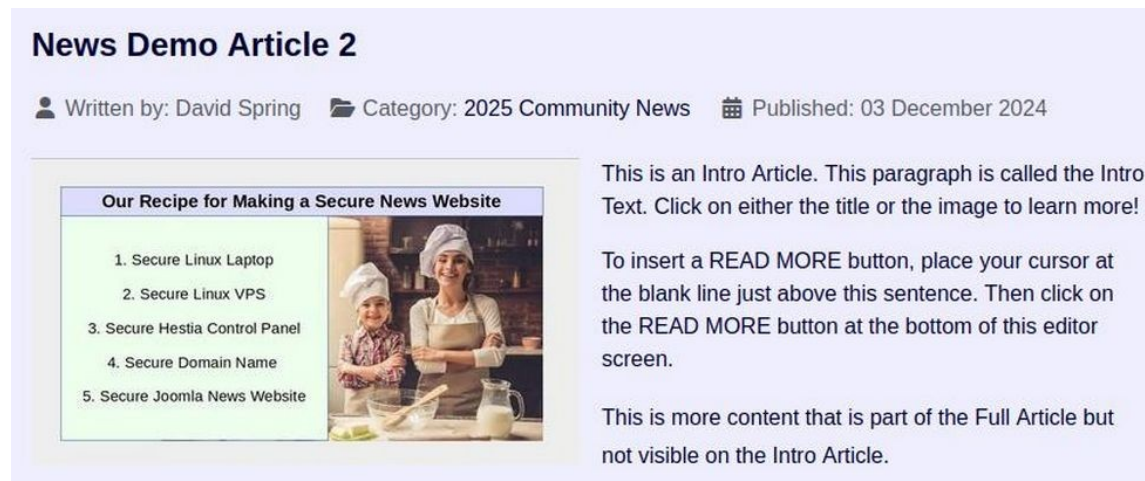 News Demo Article 2
Written by: David Spring Category: 2025 Community News Published: 03 December 2024
Our Recipe for Making a Secure News Website
1. Secure Linux Laptop
2. Secure Linux VPS
3. Secure Hestia Control Panel
4. Secure Domain Name
5. Secure Joomla News Website
This is an Intro Article. This paragraph is called the Intro
Text. Click on either the title or the image to learn more!
To insert a READ MORE button, place your cursor at
the blank line just above this sentence. Then click on
the READ MORE button at the bottom of this editor
screen.
This is more content that is part of the Full Article but
not visible on the Intro Article.